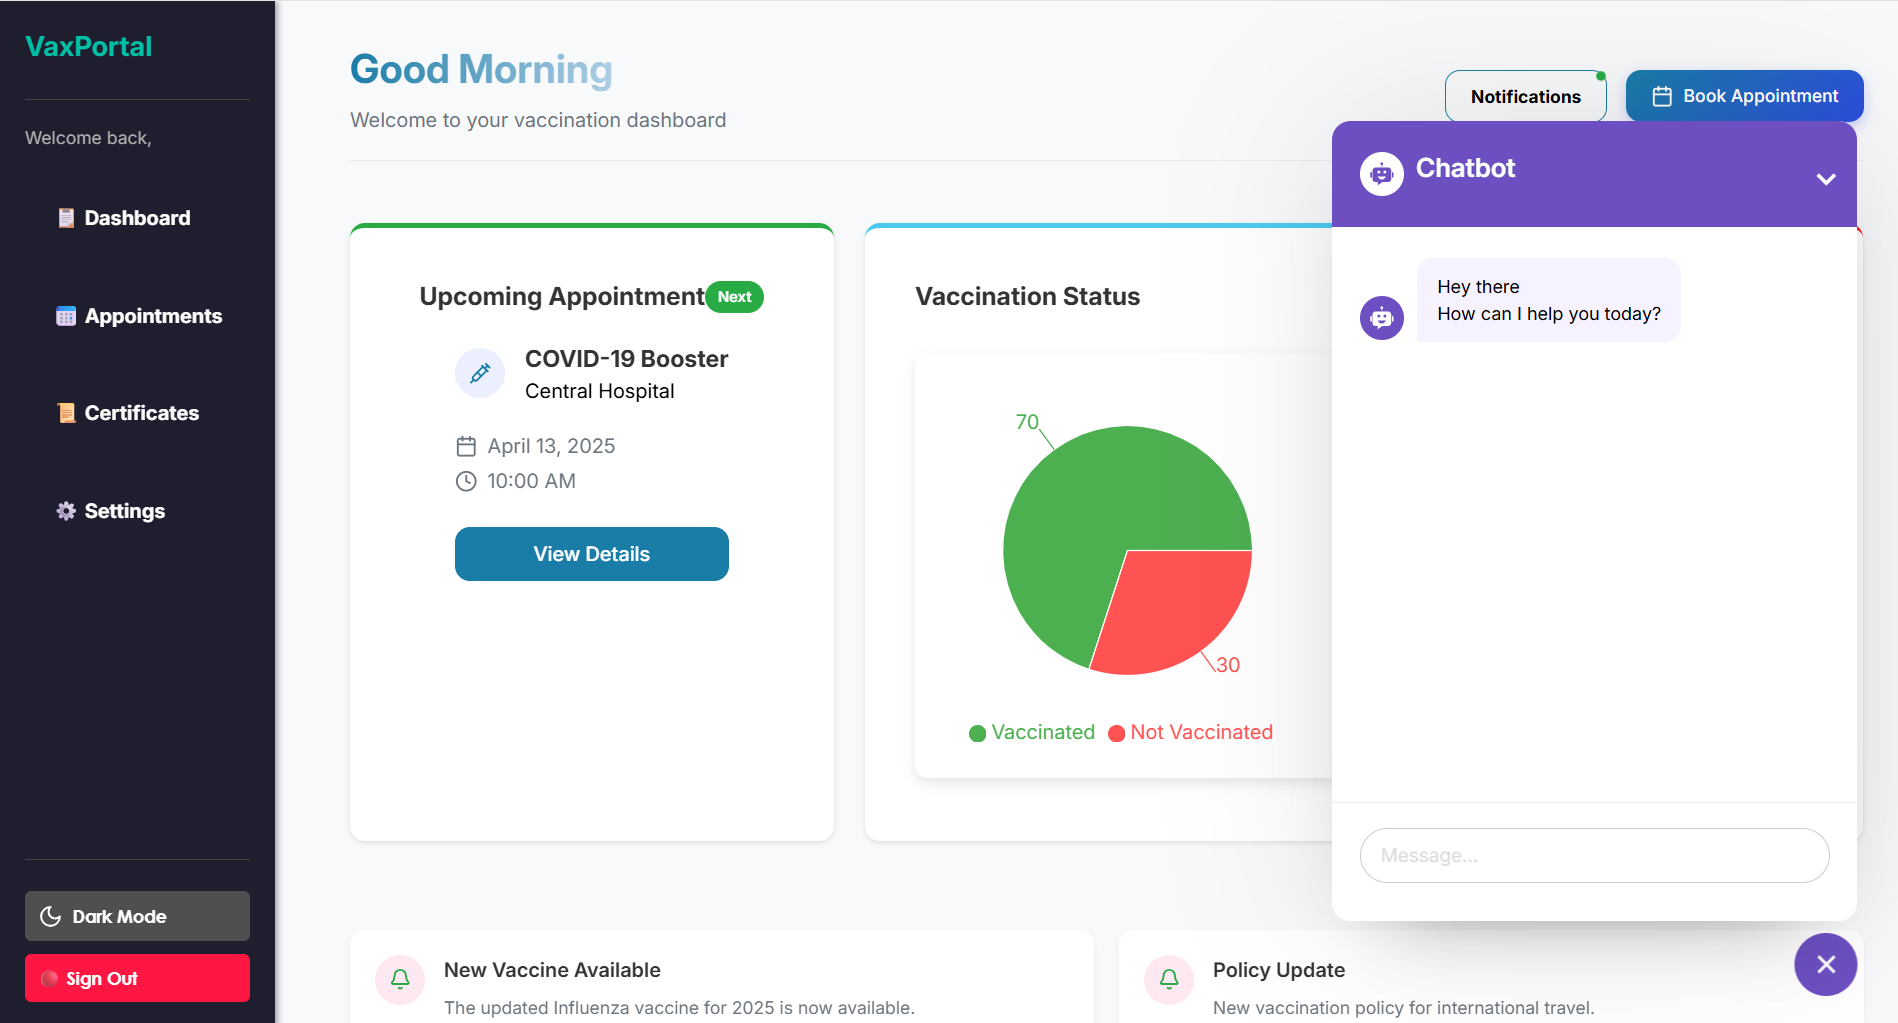 VaxPortal
Welcome back,
Dashboard
Appointments
Certificates
Settings
Dark Mode
Sign Out
Good Morning
Welcome to your vaccination dashboard
Notifications
Book Appointment
Upcoming Appointment Next
COVID-19 Booster
Central Hospital
April 13, 2025
10:00 AM
View Details
Vaccination Status
70
30
Vaccinated Not Vaccinated
Chatbot
Hey there
How can I help you today?
Message...
New Vaccine Available
The updated Influenza vaccine for 2025 is now available.
Policy Update
New vaccination policy for international travel.